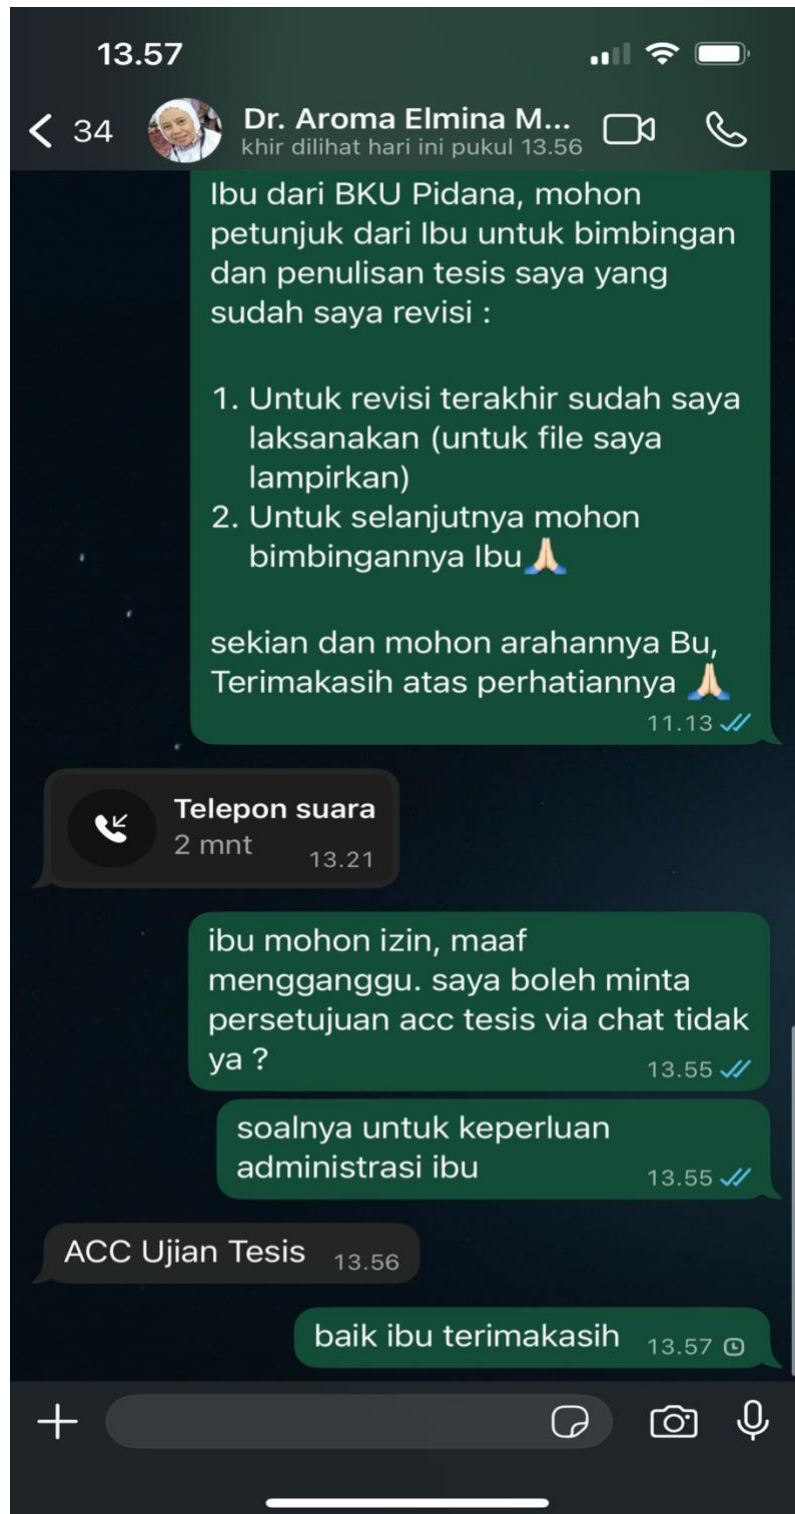 13.57
34
Dr. Aroma Elmina M...
khir dilihat hari ini pukul 13.56
Ibu dari BKU Pidana, mohon
petunjuk dari Ibu untuk bimbingan
dan penulisan tesis saya yang
sudah saya revisi :
1. Untuk revisi terakhir sudah saya
laksanakan (untuk file saya
lampirkan)
2. Untuk selanjutnya mohon
bimbingannya Ibu🙏🏻
sekian dan mohon arahannya Bu,
Terimakasih atas perhatiannya 🙏🏻
11.13
Telepon suara
2 mnt
13.21
ibu mohon izin, maaf
mengganggu. saya boleh minta
persetujuan acc tesis via chat tidak
ya ?
13.55
soalnya untuk keperluan
administrasi ibu
13.55
ACC Ujian Tesis 13.56
baik ibu terimakasih 13.57